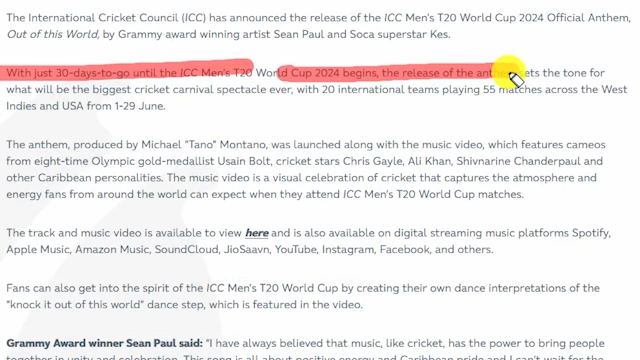 The International Cricket Council (ICC) has announced the release of the ICC Men's T20 World Cup 2024 Official Anthem,
Out of this World, by Grammy award winning artist Sean Paul and Soca superstar Kes.
With just 30-days-to-go until the ICC Men's T20 World Cup 2024 begins, the release of the anthem sets the tone for
what will be the biggest cricket carnival spectacle ever, with 20 international teams playing 55 matches across the West
Indies and USA from 1-29 June.
The anthem, produced by Michael "Tano" Montano, was launched along with the music video, which features cameos
from eight-time Olympic gold-medallist Usain Bolt, cricket stars Chris Gayle, Ali Khan, Shivnarine Chanderpaul and
other Caribbean personalities. The music video is a visual celebration of cricket that captures the atmosphere and
energy fans from around the world can expect when they attend ICC Men's T20 World Cup matches.
The track and music video is available to view here and is also available on digital streaming music platforms Spotify,
Apple Music, Amazon Music, SoundCloud, JioSaavn, YouTube, Instagram, Facebook, and others.
Fans can also get into the spirit of the ICC Men's T20 World Cup by creating their own dance interpretations of the
"knock it out of this world" dance step, which is featured in the video.
Grammy Award winner Sean Paul said: "I have always believed that music, like cricket, has the power to bring people
together in unity and celebration. This song is all about positive energy and Caribbean pride and I can't wait for the